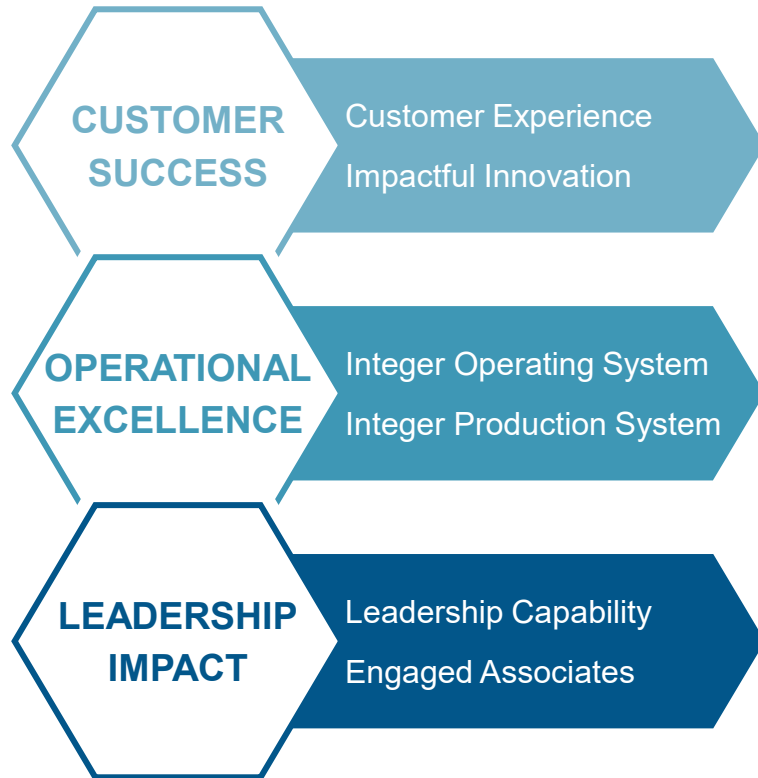 CUSTOMER
SUCCESS
Customer Experience
Impactful Innovation
OPERATIONAL
EXCELLENCE
Integer Operating System
Integer Production System
LEADERSHIP
IMPACT
Leadership Capability
Engaged Associates